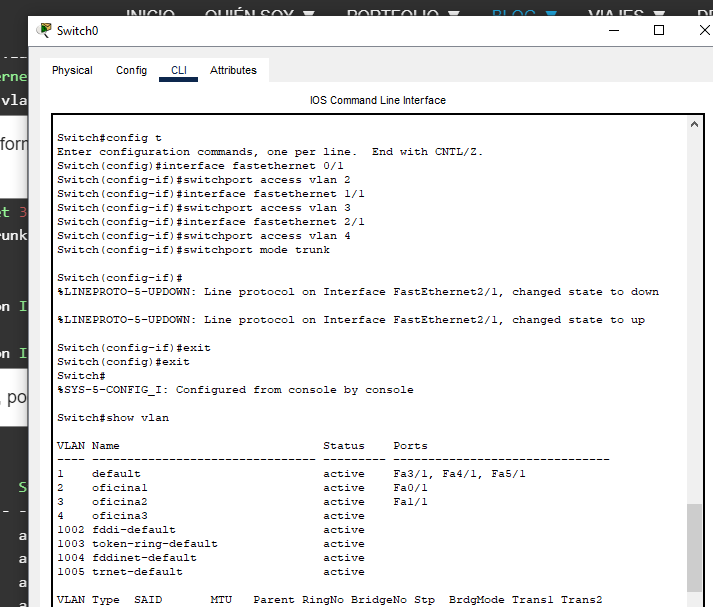 INICIO QUIÉN SOY ▼ PORTFOLIO ▼ BLOG ▼ VIAJES ▼
Switch0
Physical Config CLI Attributes
IOS Command Line Interface
Switch#config t
Enter configuration commands, one per line. End with CNTL/Z.
Switch(config)#interface fastethernet 0/1
Switch(config-if)#switchport access vlan 2
Switch(config-if)#interface fastethernet 1/1
Switch(config-if)#switchport access vlan 3
Switch(config-if)#interface fastethernet 2/1
Switch(config-if)#switchport access vlan 4
Switch(config-if)#switchport mode trunk
Switch(config-if)#
%LINEPROTO-5-UPDOWN: Line protocol on Interface FastEthernet2/1, changed state to down
%LINEPROTO-5-UPDOWN: Line protocol on Interface FastEthernet2/1, changed state to up
Switch(config-if)#exit
Switch(config)#exit
Switch#
%SYS-5-CONFIG_I: Configured from console by console
Switch#show vlan
VLAN Name Status Ports
---- -------------------------------- --------- -------------------------------
1 default active Fa3/1, Fa4/1, Fa5/1
2 oficina1 active Fa0/1
3 oficina2 active Fa1/1
4 oficina3 active
1002 fddi-default active
1003 token-ring-default active
1004 fddinet-default active
1005 trnet-default active
VLAN Type SAID MTU Parent RingNo BridgeNo Stp BrdgMode Trans1 Trans2